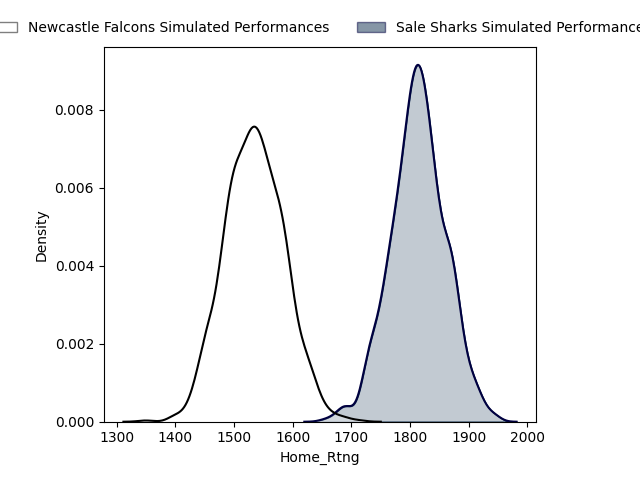 Newcastle Falcons Simulated Performances
Sale Sharks Simulated Performance
0.008
0.006
0.004
0.002
0.000
Density
1300 1400 1500 1600 1700 1800 1900 2000
Home_Rtng